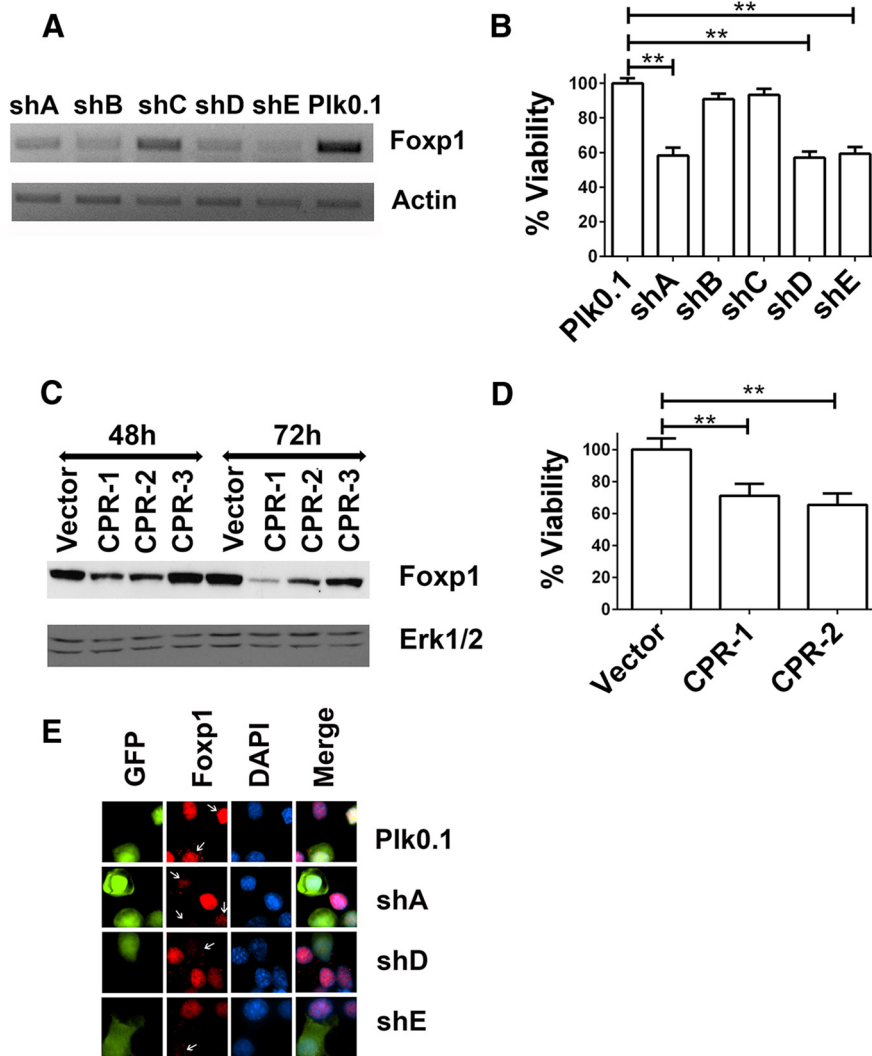 A
shA shB shC shD shE Plk0.1
Foxp1
Actin
B
% Viability
100
80
60
40
20
0
** ** **
Plk0.1 shA shB shC shD shE
C
48h 72h
Vector CPR-1 CPR-2 CPR-3 Vector CPR-1 CPR-2 CPR-3
Foxp1
Erk1/2
D
% Viability
100
80
60
40
20
0
** **
Vector CPR-1 CPR-2
E
GFP Foxp1 DAPI Merge
Plk0.1
shA
shD
shE